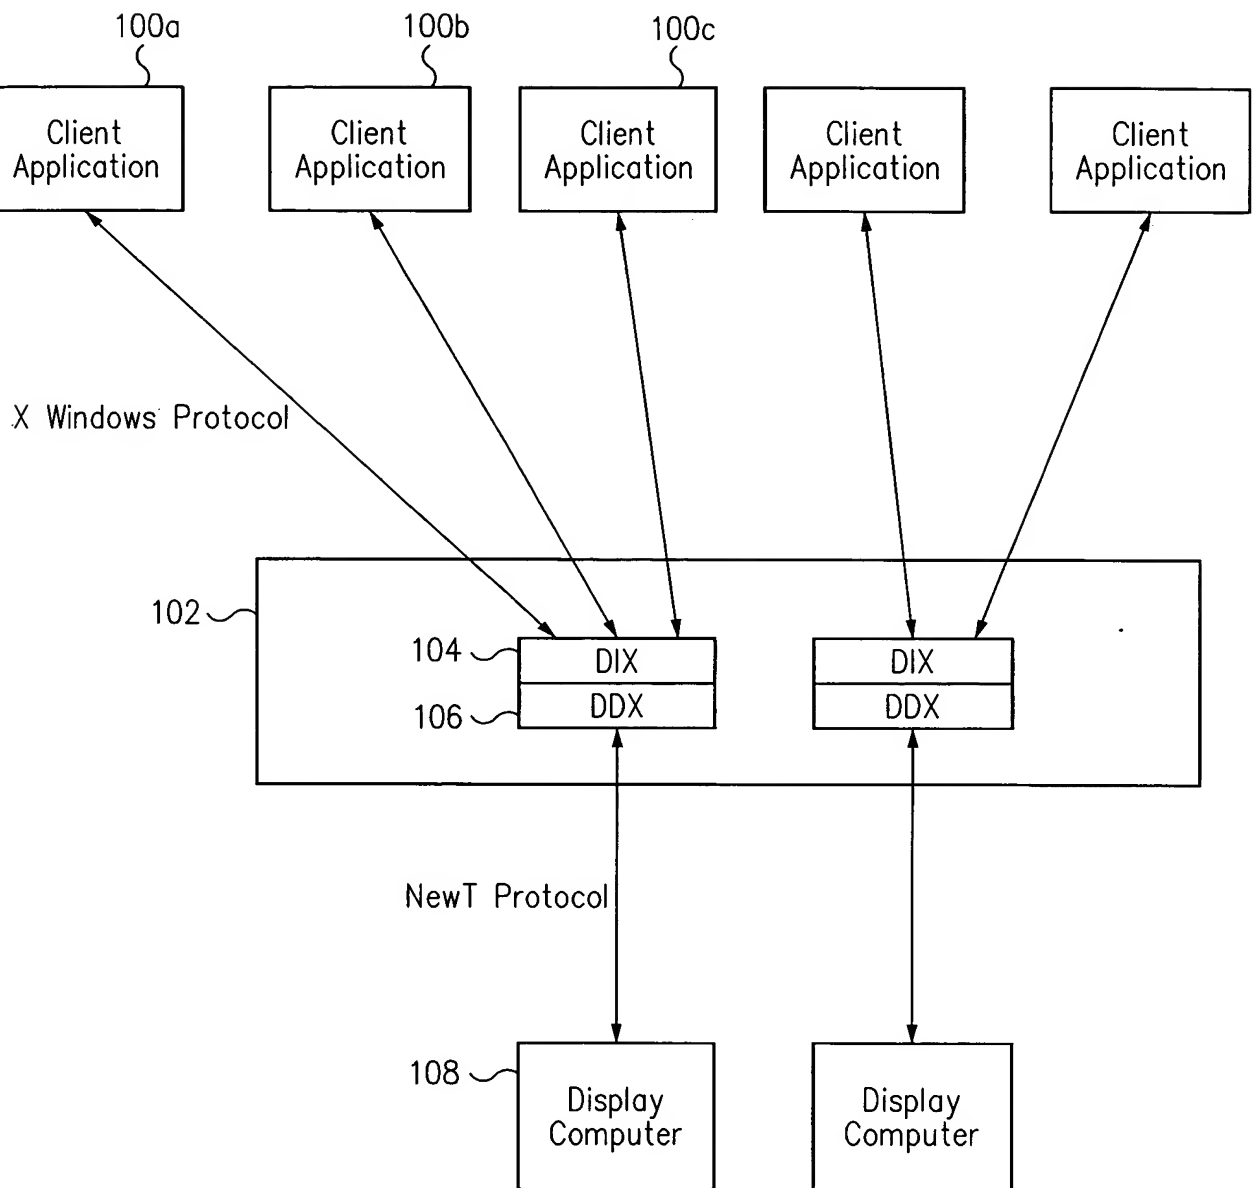 100a
100b
100c
Client
Application
Client
Application
Client
Application
Client
Application
Client
Application
X Windows Protocol
102
104
DIX
DIX
106
DDX
DDX
NewT Protocol
108
Display
Computer
Display
Computer